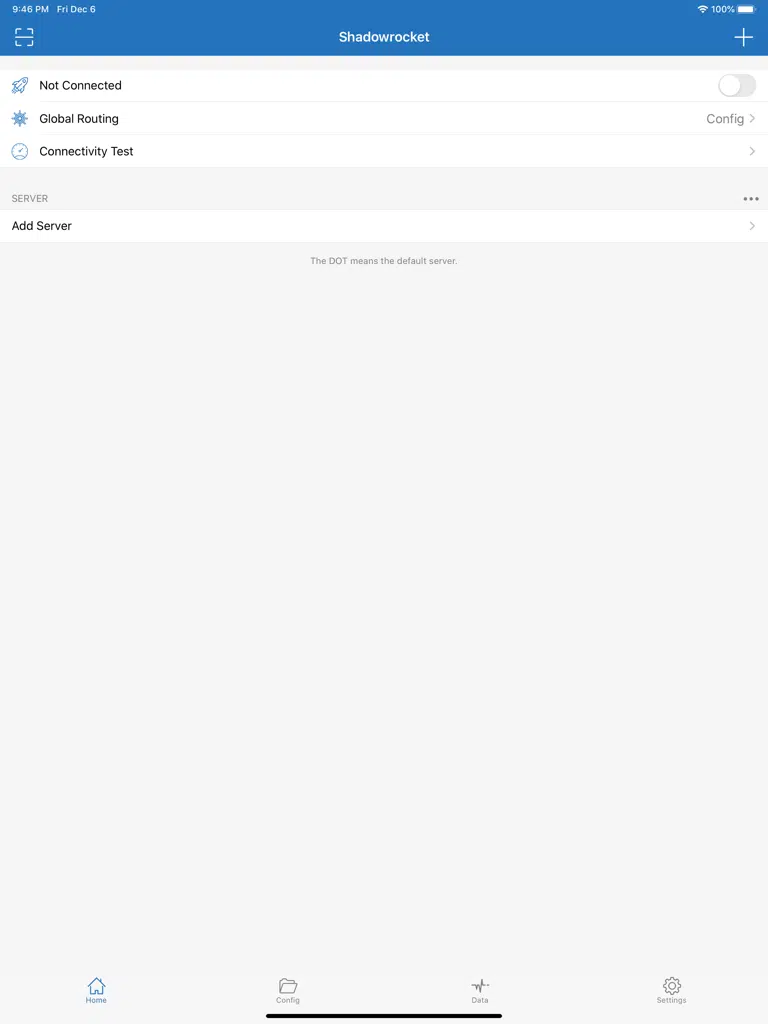 9:46 PM Fri Dec 6 100%
Shadowrocket
Not Connected
Global Routing Config
Connectivity Test
SERVER
Add Server
The DOT means the default server.
Home Config Data Settings